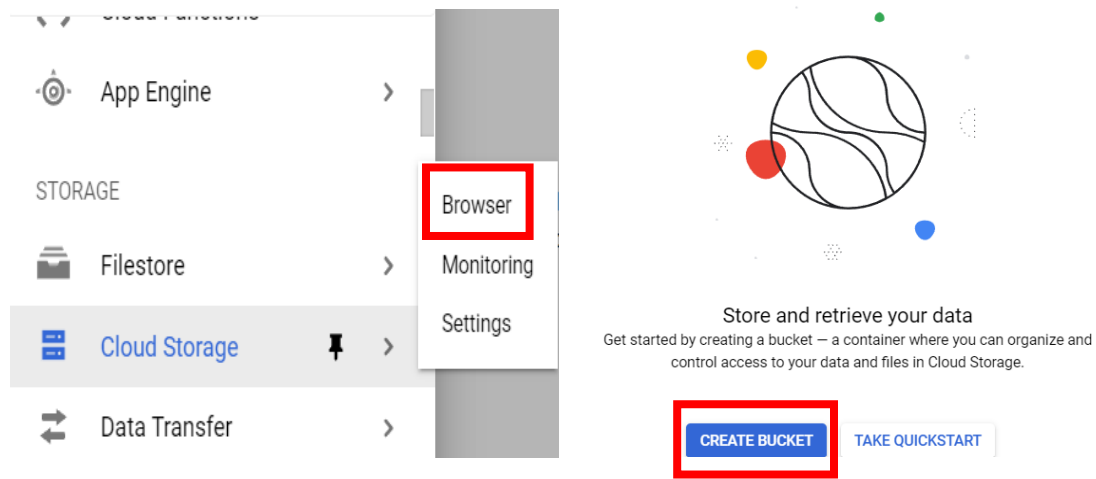 App Engine
STORAGE
Browser
Filestore
Monitoring
Settings
Cloud Storage
Data Transfer
Store and retrieve your data
Get started by creating a bucket — a container where you can organize and
control access to your data and files in Cloud Storage.
CREATE BUCKET
TAKE QUICKSTART